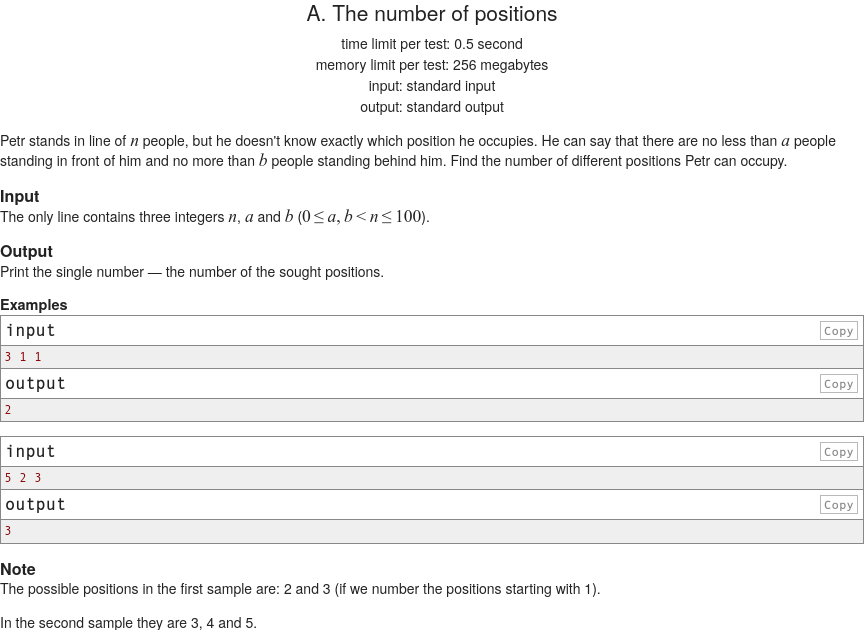 A. The number of positions
time limit per test: 0.5 second
memory limit per test: 256 megabytes
input: standard input
output: standard output
Petr stands in line of n people, but he doesn't know exactly which position he occupies. He can say that there are no less than a people
standing in front of him and no more than b people standing behind him. Find the number of different positions Petr can occupy.
Input
The only line contains three integers n, a and b (0 ≤ a, b < n ≤ 100).
Output
Print the single number — the number of the sought positions.
Examples
input Copy
3 1 1
output Copy
2
input Copy
5 2 3
output Copy
3
Note
The possible positions in the first sample are: 2 and 3 (if we number the positions starting with 1).
In the second sample they are 3, 4 and 5.